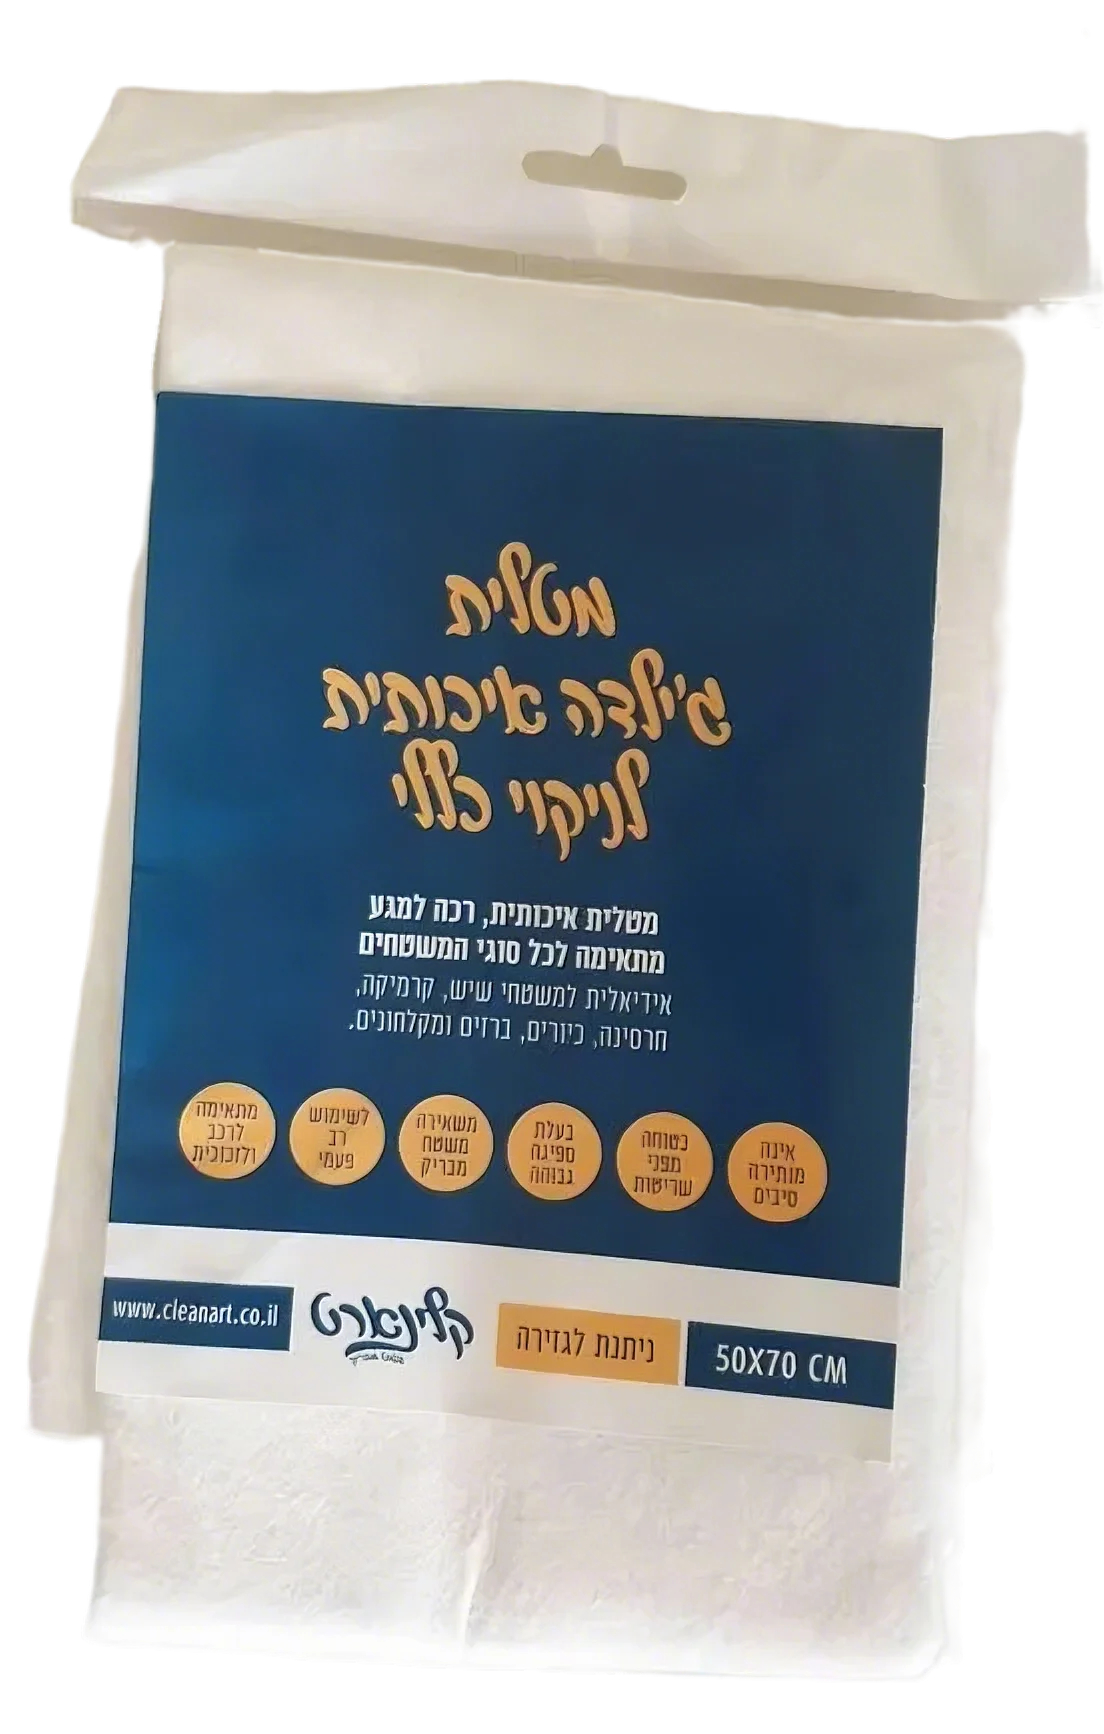 מטלית
ג'ילדה איכותית
לניקוי כללי
מטלית איכותית, רכה למגע
מתאימה לכל סוגי המשטחים
אידיאלית למשטחי שיש, קרמיקה,
חרסינה, כיורים, ברזים ומקלחונים.
אינה
מותירה
סיבים
בטוחה
מפני
שריטות
בעלת
ספיגה
גבוהה
משאירה
משטח
מבריק
לשימוש
רב
פעמי
מתאימה
לרכב
ולזכוכית
50X70 CM
ניתנת לגזירה
קלינארט
www.cleanart.co.il